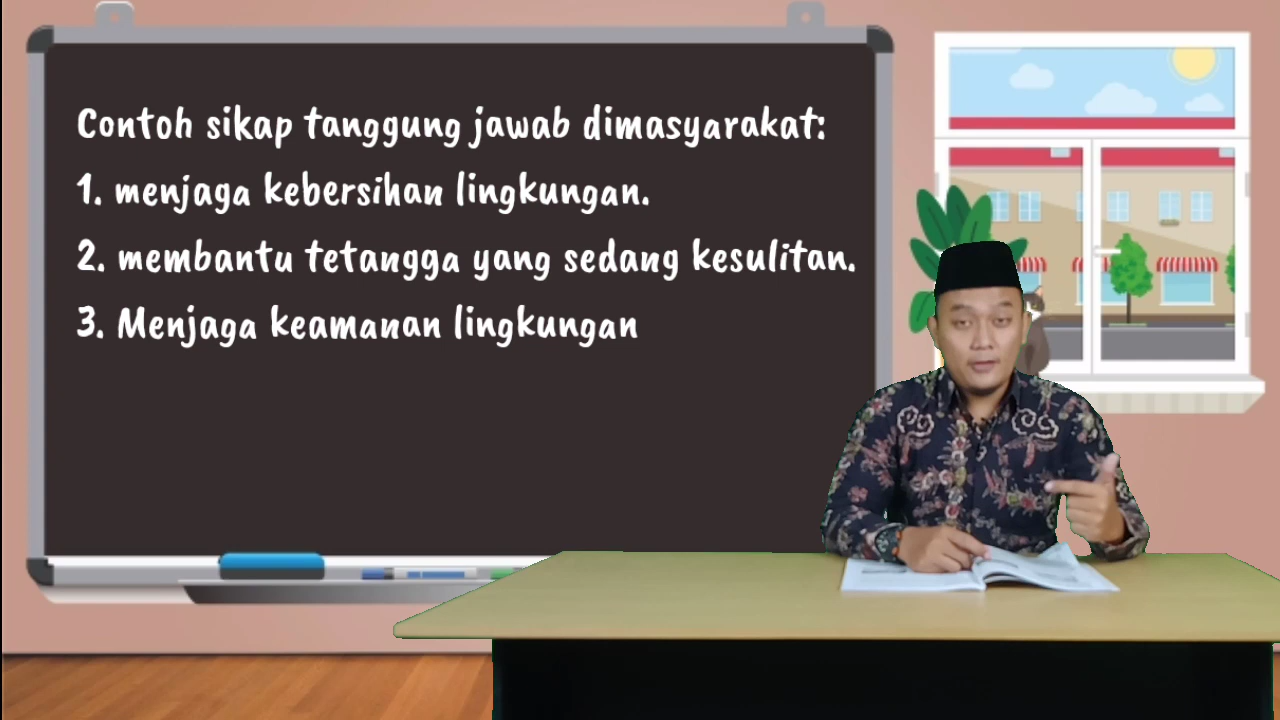 Contoh sikap tanggung jawab dimasyarakat:
1. menjaga kebersihan lingkungan.
2. membantu tetangga yang sedang kesulitan.
3. Menjaga keamanan lingkungan